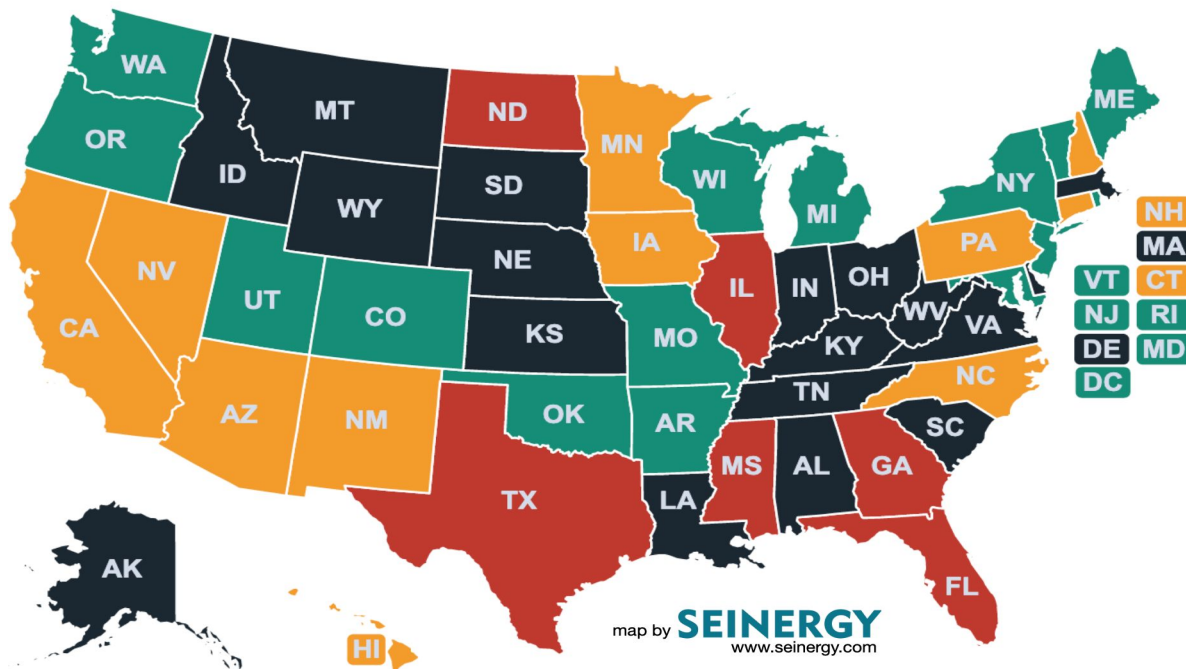 WA
MT
ND
ME
OR
MN
ID
SD
WI
NY
WY
MI
NH
IA
PA
MA
NE
NV
IL
IN
OH
VT
CT
UT
CO
WV
NJ
RI
CA
KS
MO
VA
KY
DE
MD
NC
TN
DC
AZ
NM
OK
AR
SC
MS
AL
GA
TX
LA
AK
FL
HI
map by SEINERGY
www.seinergy.com